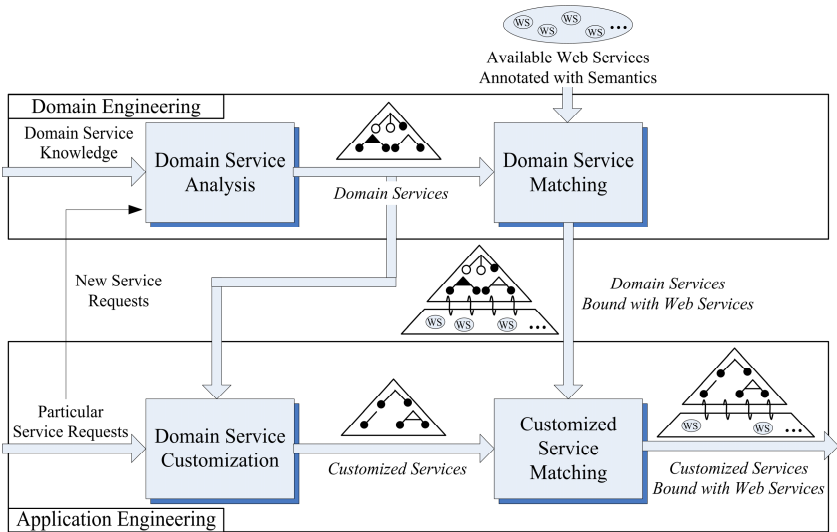 WS
WS
WS
WS
...
Available Web Services
Annotated with Semantics
Domain Engineering
Domain Service
Knowledge
Domain Service
Analysis
Domain Services
Domain Service
Matching
New Service
Requests
WS
WS
WS
...
Domain Services
Bound with Web Services
Particular
Service Requests
Domain Service
Customization
Customized Services
Customized
Service
Matching
WS
WS
...
Customized Services
Bound with Web Services
Application Engineering